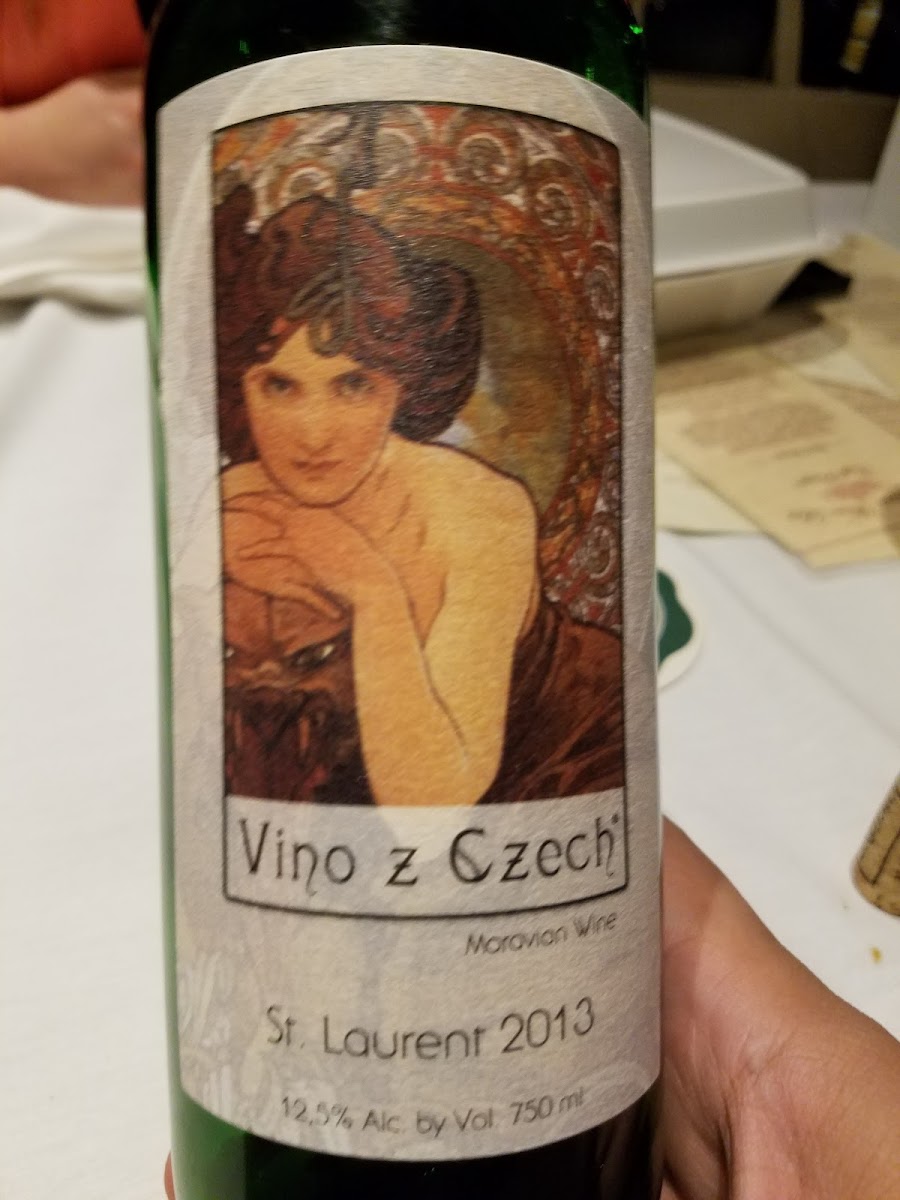 Vino z Czech
Moravian Wine
St. Laurent 2013
12,5% Alc. by Vol. 750 ml